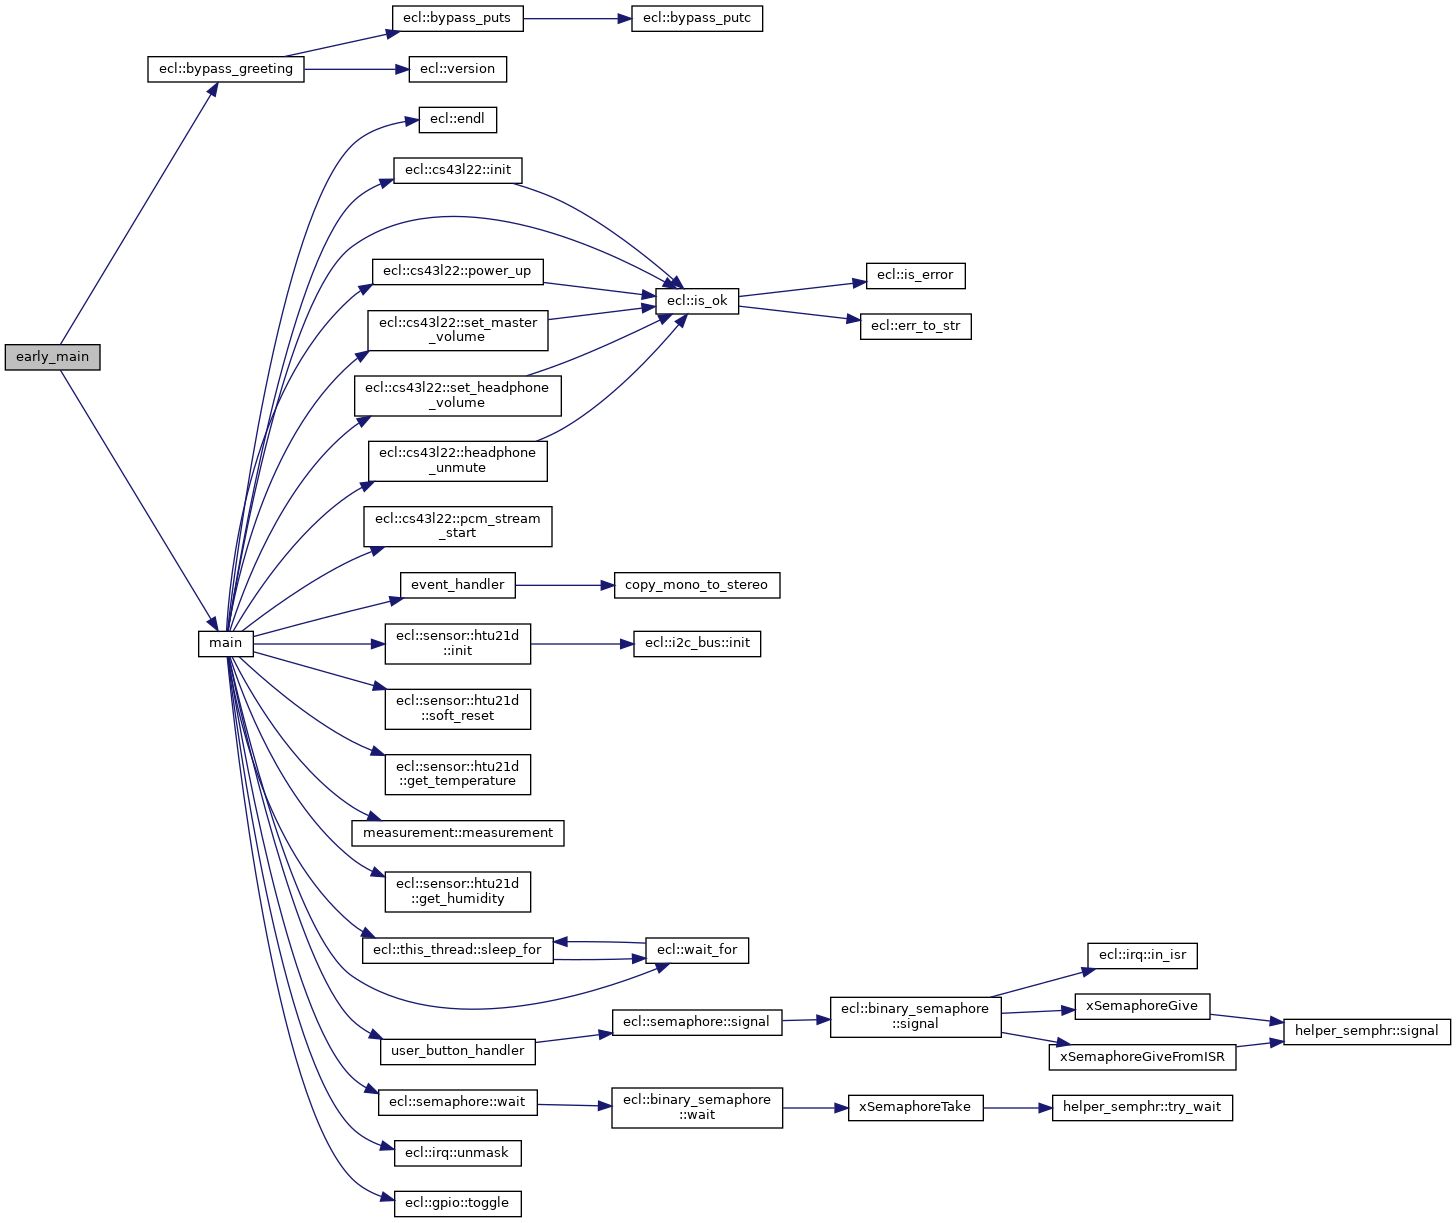 ecl::bypass_puts
ecl::bypass_putc
ecl::bypass_greeting
ecl::version
ecl::endl
ecl::cs43l22::init
ecl::cs43l22::power_up
ecl::is_error
ecl::is_ok
ecl::cs43l22::set_master
_volume
ecl::err_to_str
early_main
ecl::cs43l22::set_headphone
_volume
ecl::cs43l22::headphone
_unmute
ecl::cs43l22::pcm_stream
_start
event_handler
copy_mono_to_stereo
main
ecl::sensor::htu21d
::init
ecl::i2c_bus::init
ecl::sensor::htu21d
::soft_reset
ecl::sensor::htu21d
::get_temperature
measurement::measurement
ecl::sensor::htu21d
::get_humidity
ecl::this_thread::sleep_for
ecl::wait_for
ecl::irq::in_isr
user_button_handler
ecl::semaphore::signal
ecl::binary_semaphore
::signal
xSemaphoreGive
helper_semphr::signal
xSemaphoreGiveFromISR
ecl::semaphore::wait
ecl::binary_semaphore
::wait
xSemaphoreTake
helper_semphr::try_wait
ecl::irq::unmask
ecl::gpio::toggle